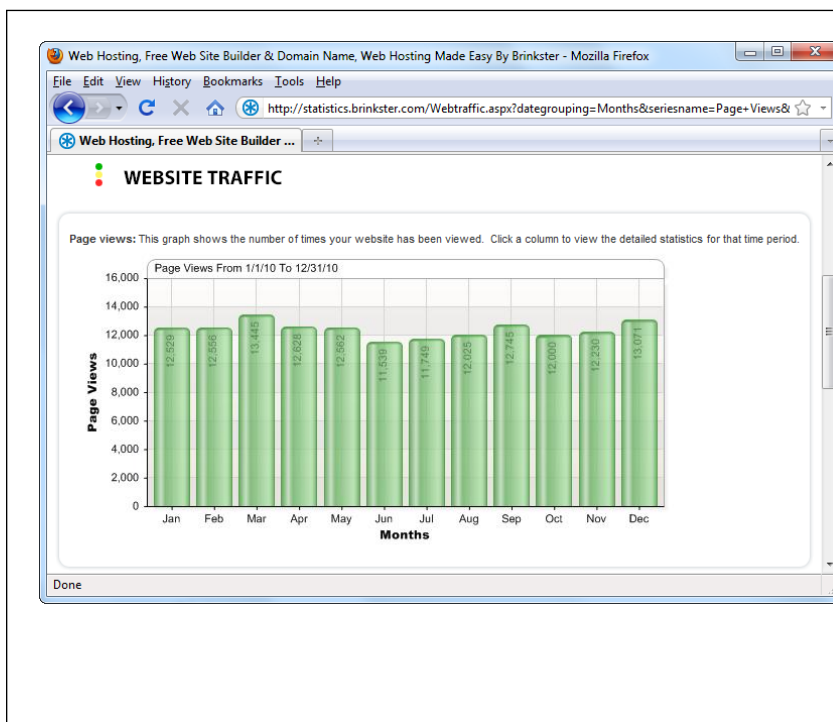 Web Hosting, Free Web Site Builder & Domain Name, Web Hosting Made Easy By Brinkster - Mozilla Firefox
File Edit View History Bookmarks Tools Help
http://statistics.brinkster.com/Webtraffic.aspx?dategrouping=Months&seriesname=Page+Views&
Web Hosting, Free Web Site Builder ...
WEBSITE TRAFFIC
Page views: This graph shows the number of times your website has been viewed. Click a column to view the detailed statistics for that time period.
Page Views From 1/1/10 To 12/31/10
16,000
14,000
12,000
10,000
8,000
6,000
4,000
2,000
0
Page Views
12,529
12,556
13,445
12,628
12,562
11,539
11,749
12,025
12,745
12,000
12,230
13,071
Jan Feb Mar Apr May Jun Jul Aug Sep Oct Nov Dec
Months
Done